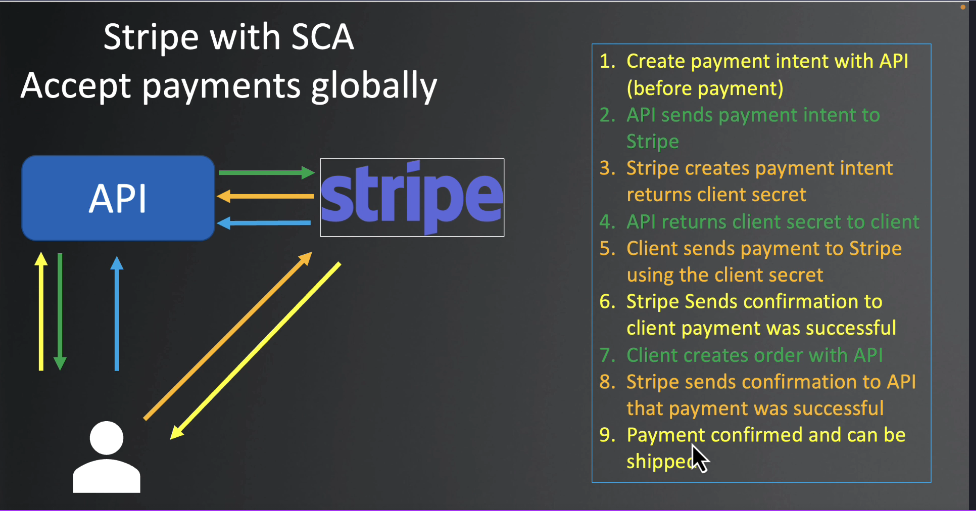 Stripe with SCA
Accept payments globally
API
stripe
1. Create payment intent with API
(before payment)
2. API sends payment intent to
Stripe
3. Stripe creates payment intent
returns client secret
4. API returns client secret to client
5. Client sends payment to Stripe
using the client secret
6. Stripe Sends confirmation to
client payment was successful
7. Client creates order with API
8. Stripe sends confirmation to API
that payment was successful
9. Payment confirmed and can be
shipped